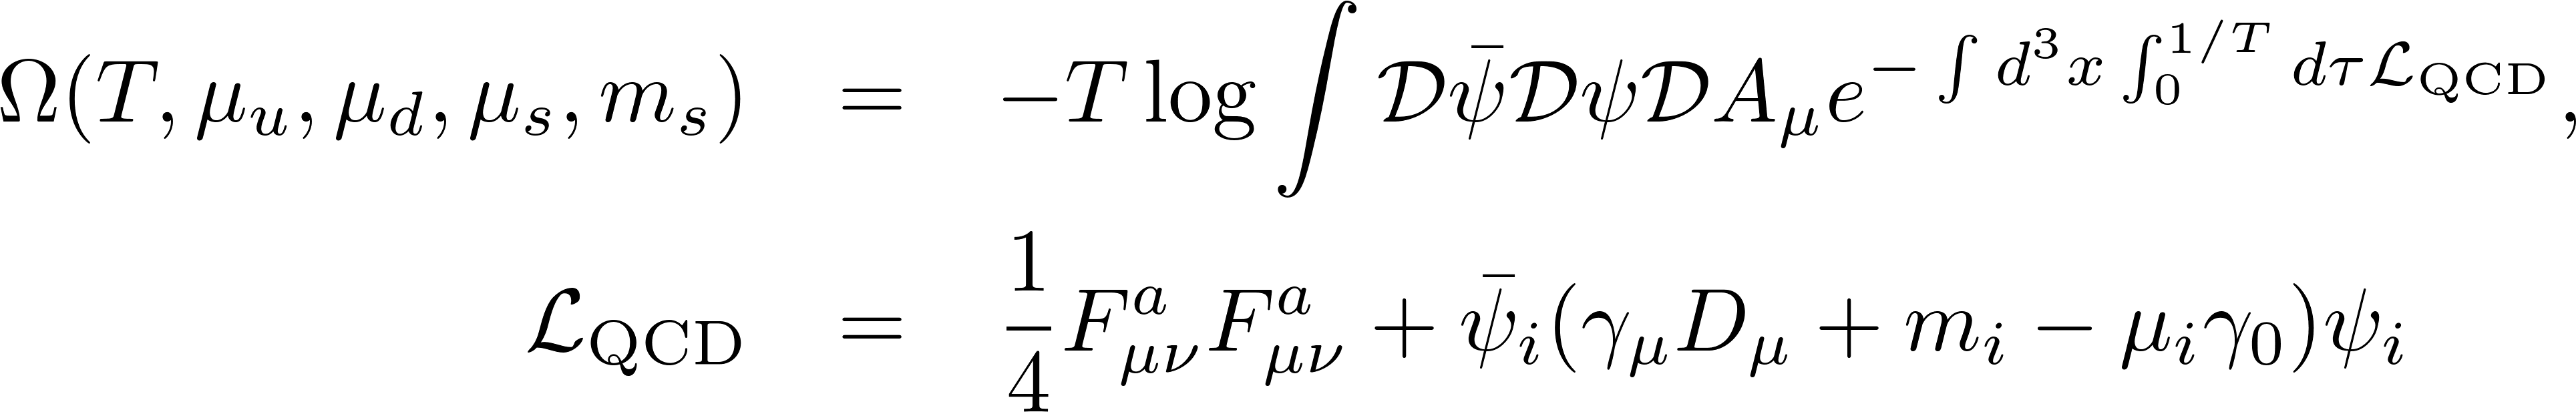 Ω(T, μ_u, μ_d, μ_s, m_s) = −T log ∫ 𝒟ψ̄𝒟ψ𝒟A_μ e^{−∫ d³x ∫_0^{1/T} dτ ℒ_QCD},
ℒ_QCD = 1/4 F^a_{μν} F^a_{μν} + ψ̄_i(γ_μ D_μ + m_i − μ_i γ_0)ψ_i